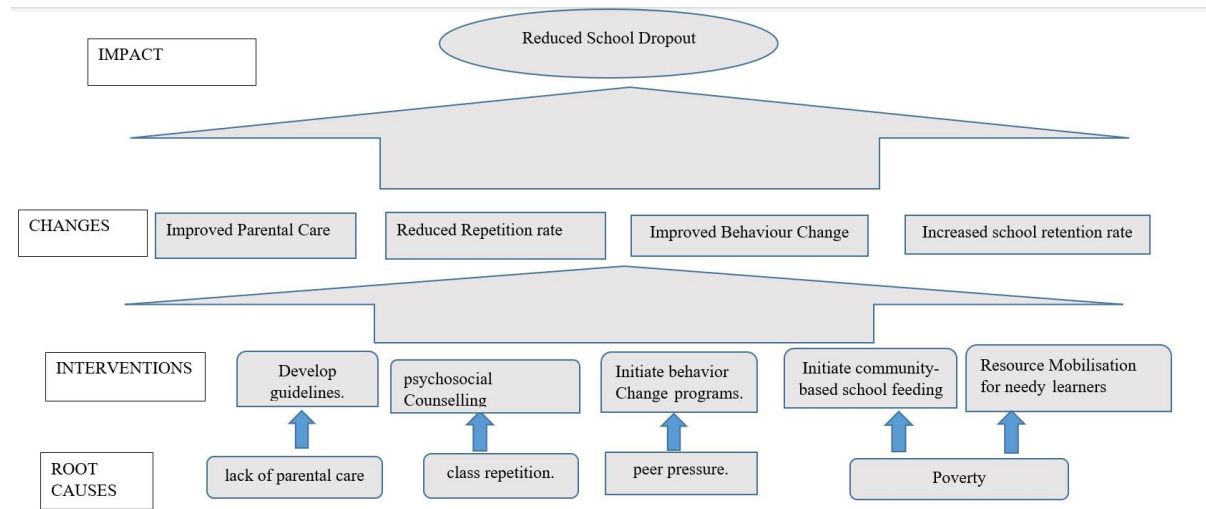 IMPACT
Reduced School Dropout
CHANGES
Improved Parental Care
Reduced Repetition rate
Improved Behaviour Change
Increased school retention rate
INTERVENTIONS
Develop
guidelines.
psychosocial
Counselling
Initiate behavior
Change programs.
Initiate community-
based school feeding
Resource Mobilisation
for needy learners
ROOT
CAUSES
lack of parental care
class repetition.
peer pressure.
Poverty